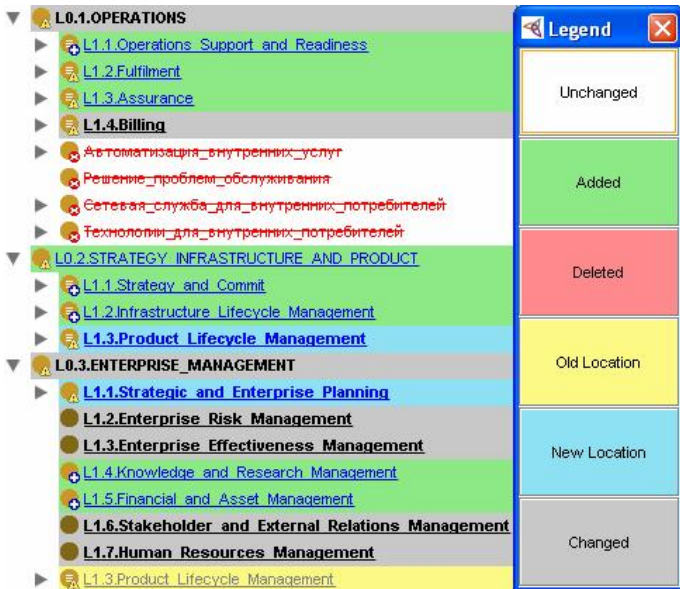 L0.1.OPERATIONS
L1.1.Operations_Support_and_Readiness
L1.2.Fulfilment
L1.3.Assurance
L1.4.Billing
Автоматизация_внутренних_услуг
Решение_проблем_обслуживания
Сетевая_служба_для_внутренних_потребителей
Технологии_для_внутренних_потребителей
L0.2.STRATEGY_INFRASTRUCTURE_AND_PRODUCT
L1.1.Strategy_and_Commit
L1.2.Infrastructure_Lifecycle_Management
L1.3.Product_Lifecycle_Management
L0.3.ENTERPRISE_MANAGEMENT
L1.1.Strategic_and_Enterprise_Planning
L1.2.Enterprise_Risk_Management
L1.3.Enterprise_Effectiveness_Management
L1.4.Knowledge_and_Research_Management
L1.5.Financial_and_Asset_Management
L1.6.Stakeholder_and_External_Relations_Management
L1.7.Human_Resources_Management
L1.3.Product_Lifecycle_Management
Legend
Unchanged
Added
Deleted
Old Location
New Location
Changed